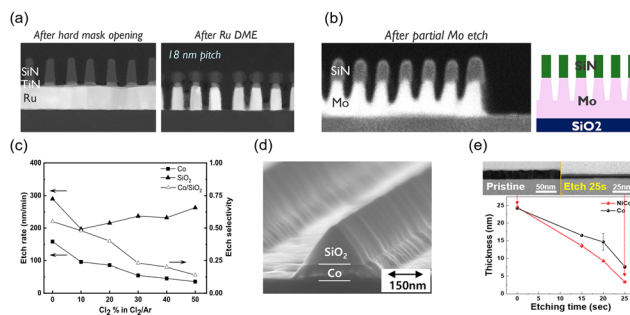 (a)
After hard mask opening
After Ru DME
SiN
TiN
Ru
18 nm pitch
(b)
After partial Mo etch
SiN
Mo
SiN
Mo
SiO2
(c)
Etch rate (nm/min)
400
350
300
250
200
150
100
50
0
Co
SiO₂
Co/SiO₂
1.00
0.75
0.50
0.25
0.00
Etch selectivity
0 10 20 30 40 50
Cl₂ % in Cl₂/Ar
(d)
SiO₂
Co
150nm
(e)
Pristine 50nm Etch 25s 25nm
Thickness (nm)
25
20
15
10
5
0
NiCo
Co
0 5 10 15 20 25
Etching time (sec)